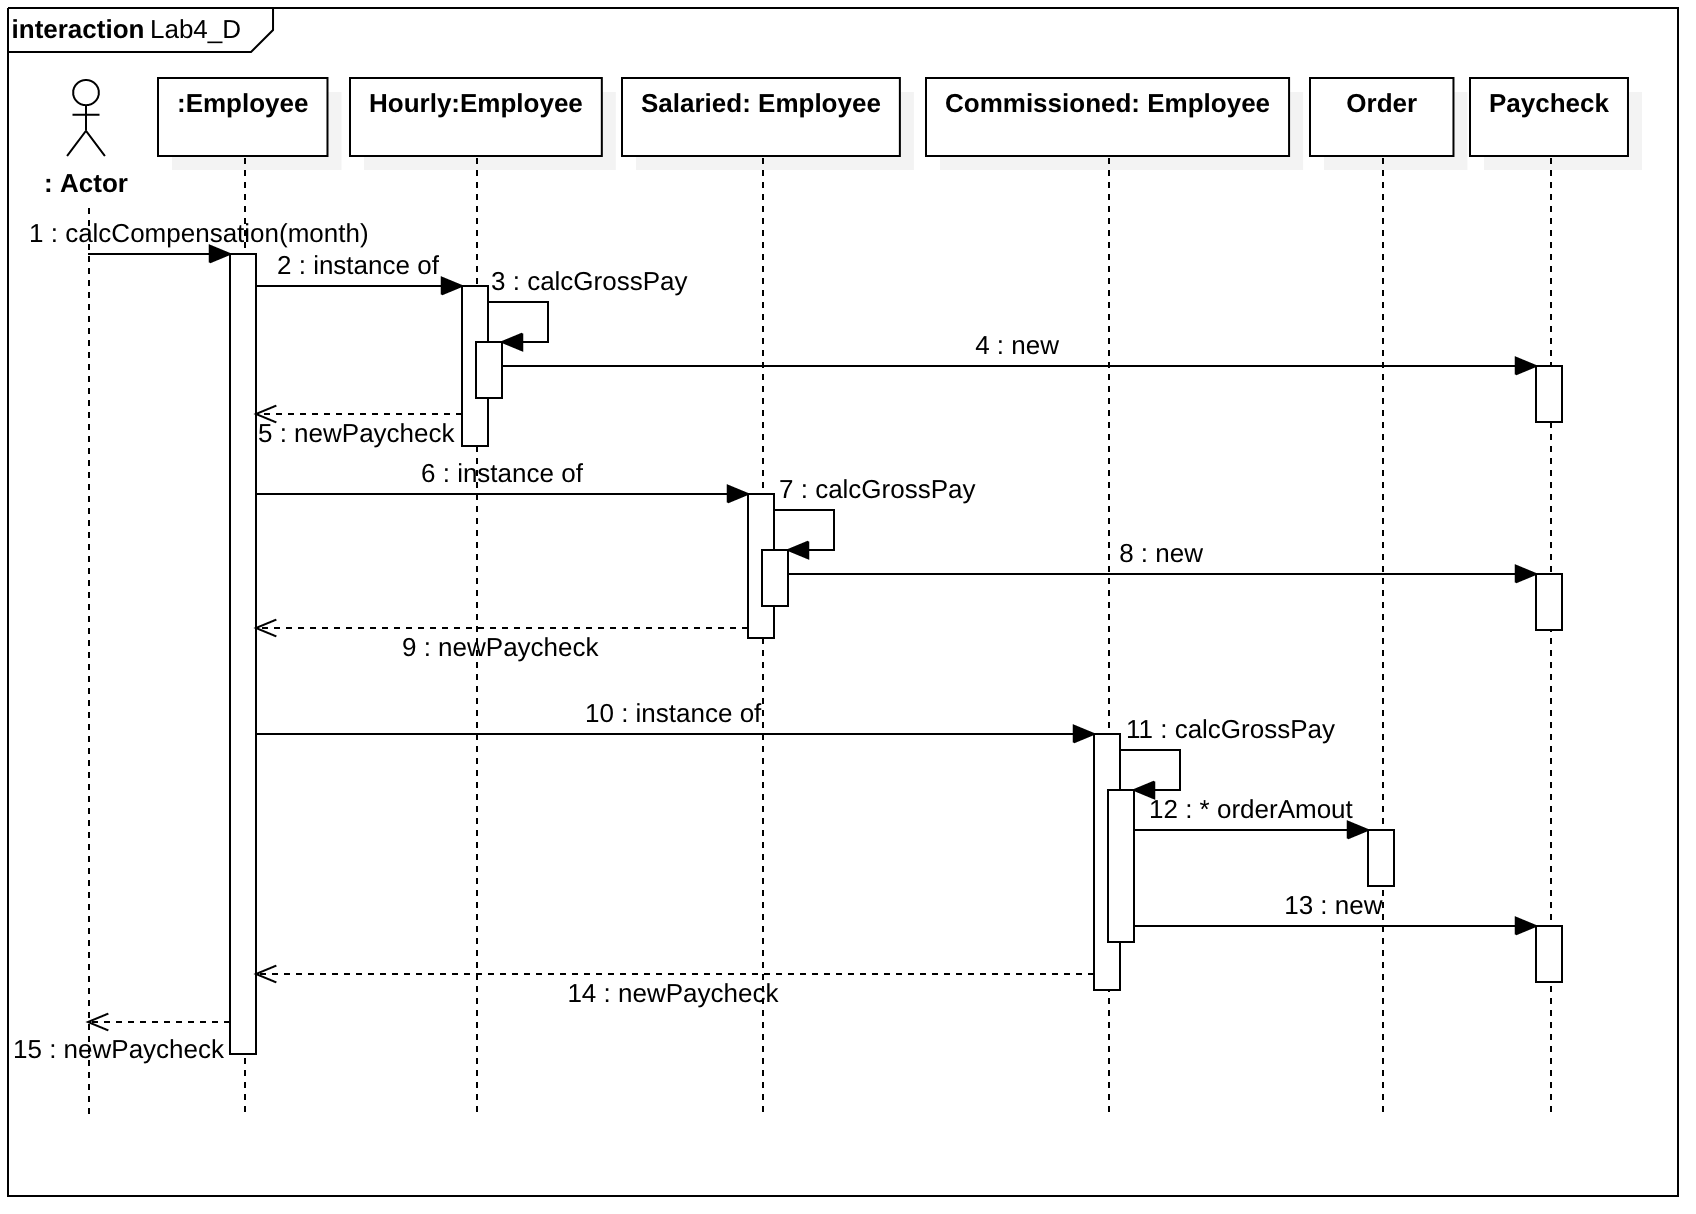 interaction Lab4_D
: Actor
:Employee
Hourly:Employee
Salaried: Employee
Commissioned: Employee
Order
Paycheck
1 : calcCompensation(month)
2 : instance of
3 : calcGrossPay
4 : new
5 : newPaycheck
6 : instance of
7 : calcGrossPay
8 : new
9 : newPaycheck
10 : instance of
11 : calcGrossPay
12 : * orderAmout
13 : new
14 : newPaycheck
15 : newPaycheck